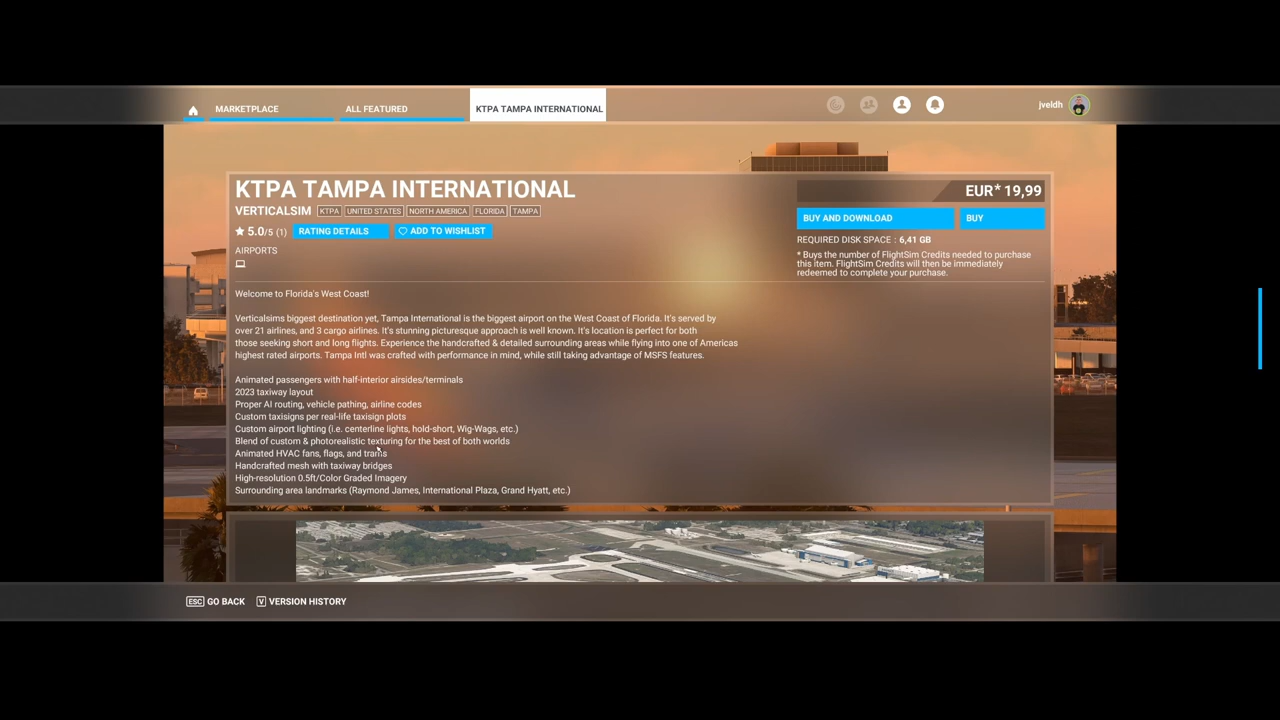 MARKETPLACE
ALL FEATURED
KTPA TAMPA INTERNATIONAL
jveldh
KTPA TAMPA INTERNATIONAL
EUR* 19,99
VERTICALSIM KTPA UNITED STATES NORTH AMERICA FLORIDA TAMPA
BUY AND DOWNLOAD
BUY
5.0/5 (1) RATING DETAILS ADD TO WISHLIST
REQUIRED DISK SPACE : 6,41 GB
AIRPORTS
* Buys the number of FlightSim Credits needed to purchase
this item. FlightSim Credits will then be immediately
redeemed to complete your purchase.
Welcome to Florida's West Coast!
Verticalsims biggest destination yet, Tampa International is the biggest airport on the West Coast of Florida. It's served by
over 21 airlines, and 3 cargo airlines. It's stunning picturesque approach is well known. It's location is perfect for both
those seeking short and long flights. Experience the handcrafted & detailed surrounding areas while flying into one of Americas
highest rated airports. Tampa Intl was crafted with performance in mind, while still taking advantage of MSFS features.
Animated passengers with half-interior airsides/terminals
2023 taxiway layout
Proper AI routing, vehicle pathing, airline codes
Custom taxisigns per real-life taxisign plots
Custom airport lighting (i.e. centerline lights, hold-short, Wig-Wags, etc.)
Blend of custom & photorealistic texturing for the best of both worlds
Animated HVAC fans, flags, and trams
Handcrafted mesh with taxiway bridges
High-resolution 0.5ft/Color Graded Imagery
Surrounding area landmarks (Raymond James, International Plaza, Grand Hyatt, etc.)
ESC GO BACK V VERSION HISTORY